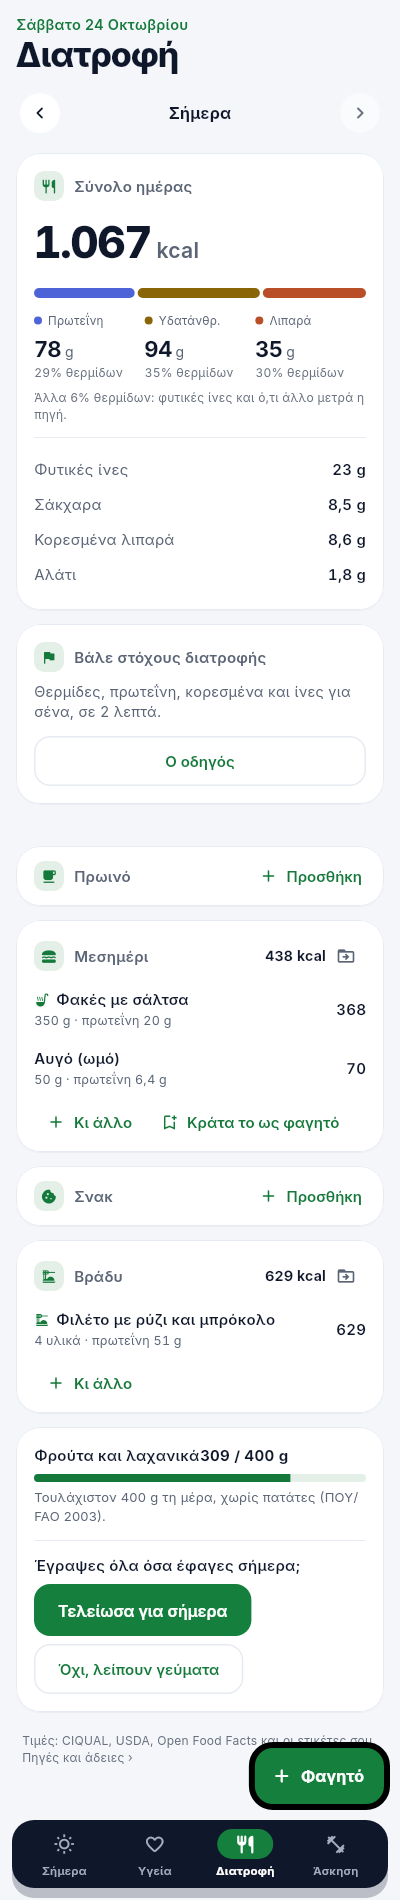 Σάββατο 24 Οκτωβρίου
Διατροφή
Σήμερα
Σύνολο ημέρας
1.067 kcal
Πρωτεΐνη Υδατάνθρ. Λιπαρά
78 g 94 g 35 g
29% θερμίδων 35% θερμίδων 30% θερμίδων
Άλλα 6% θερμίδων: φυτικές ίνες και ό,τι άλλο μετρά η
πηγή.
Φυτικές ίνες 23 g
Σάκχαρα 8,5 g
Κορεσμένα λιπαρά 8,6 g
Αλάτι 1,8 g
Βάλε στόχους διατροφής
Θερμίδες, πρωτεΐνη, κορεσμένα και ίνες για
σένα, σε 2 λεπτά.
Ο οδηγός
Πρωινό + Προσθήκη
Μεσημέρι 438 kcal
Φακές με σάλτσα 368
350 g · πρωτεΐνη 20 g
Αυγό (ωμό) 70
50 g · πρωτεΐνη 6,4 g
+ Κι άλλο Κράτα το ως φαγητό
Σνακ + Προσθήκη
Βράδυ 629 kcal
Φιλέτο με ρύζι και μπρόκολο 629
4 υλικά · πρωτεΐνη 51 g
+ Κι άλλο
Φρούτα και λαχανικά309 / 400 g
Τουλάχιστον 400 g τη μέρα, χωρίς πατάτες (ΠΟΥ/
FAO 2003).
Έγραψες όλα όσα έφαγες σήμερα;
Τελείωσα για σήμερα
Όχι, λείπουν γεύματα
Τιμές: CIQUAL, USDA, Open Food Facts και οι ετικέτες σου.
Πηγές και άδειες ›
+ Φαγητό
Σήμερα Υγεία Διατροφή Άσκηση